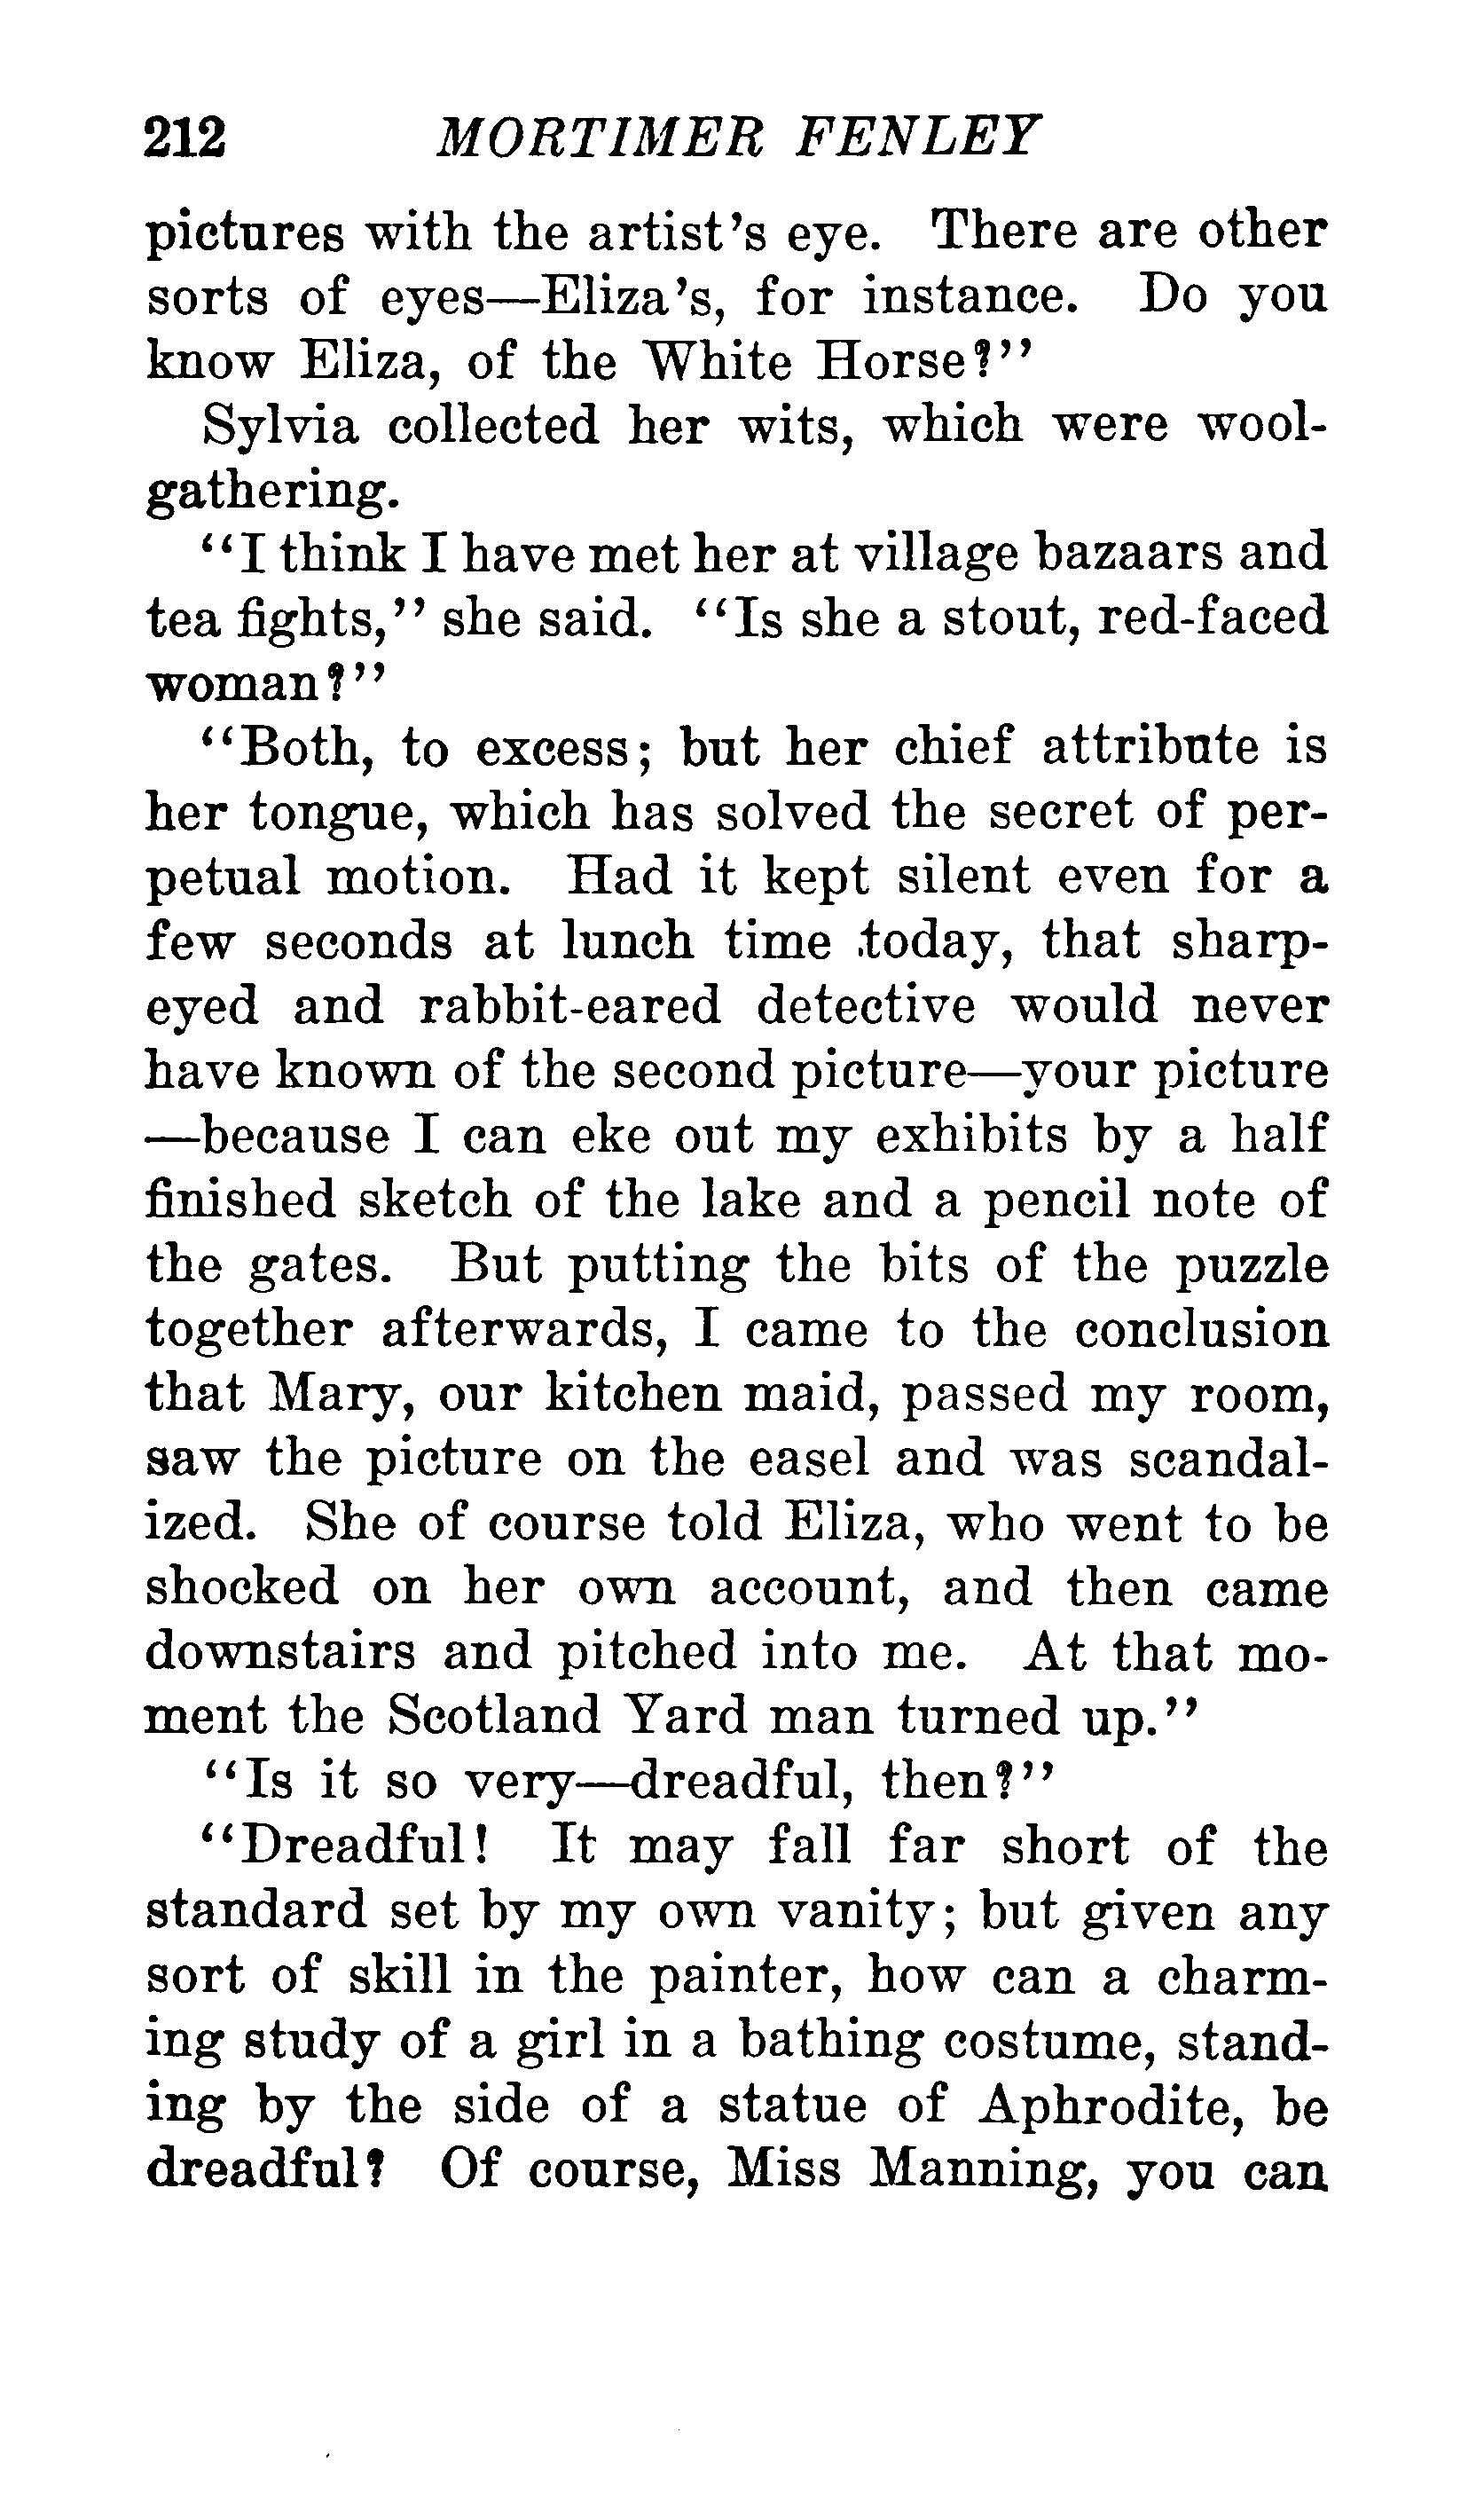 212 MORTIMER FENLEY
pictures with the artist's eye. There are other
sorts of eyes—Eliza's, for instance. Do you
know Eliza, of the White Horse?"
Sylvia collected her wits, which were wool-
gathering.
"I think I have met her at village bazaars and
tea fights," she said. "Is she a stout, red-faced
woman?"
"Both, to excess; but her chief attribute is
her tongue, which has solved the secret of per-
petual motion. Had it kept silent even for a
few seconds at lunch time today, that sharp-
eyed and rabbit-eared detective would never
have known of the second picture—your picture
—because I can eke out my exhibits by a half
finished sketch of the lake and a pencil note of
the gates. But putting the bits of the puzzle
together afterwards, I came to the conclusion
that Mary, our kitchen maid, passed my room,
saw the picture on the easel and was scandal-
ized. She of course told Eliza, who went to be
shocked on her own account, and then came
downstairs and pitched into me. At that mo-
ment the Scotland Yard man turned up."
"Is it so very—dreadful, then?"
"Dreadful! It may fall far short of the
standard set by my own vanity; but given any
sort of skill in the painter, how can a charm-
ing study of a girl in a bathing costume, stand-
ing by the side of a statue of Aphrodite, be
dreadful? Of course, Miss Manning, you can